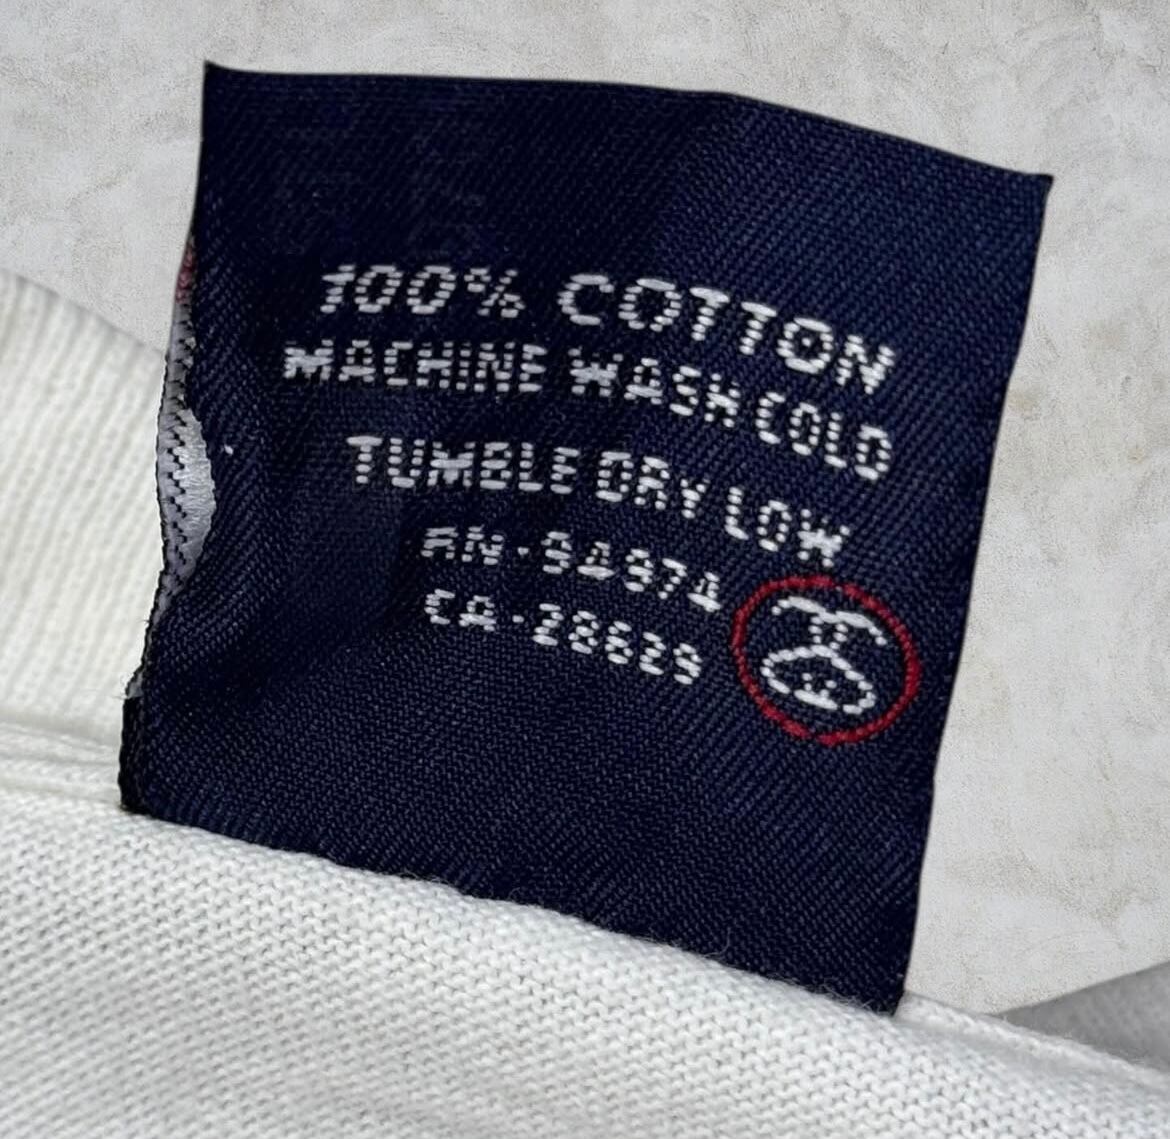 100% COTTON
MACHINE WASH COLD
TUMBLE DRY LOW
RN·94974
CA·28629